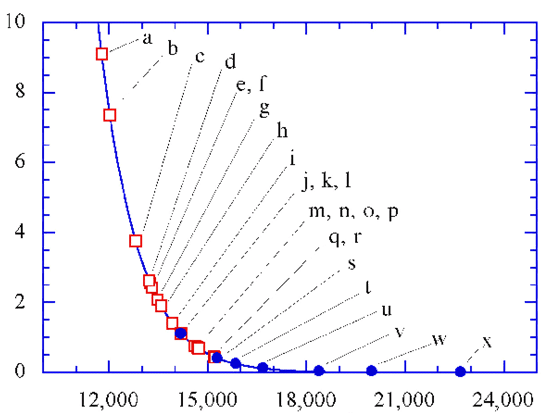 10
a
b
c
d
8
e, f
g
h
6
i
j, k, l
m, n, o, p
4
q, r
s
t
2
u
v
w
x
0
12,000 15,000 18,000 21,000 24,000